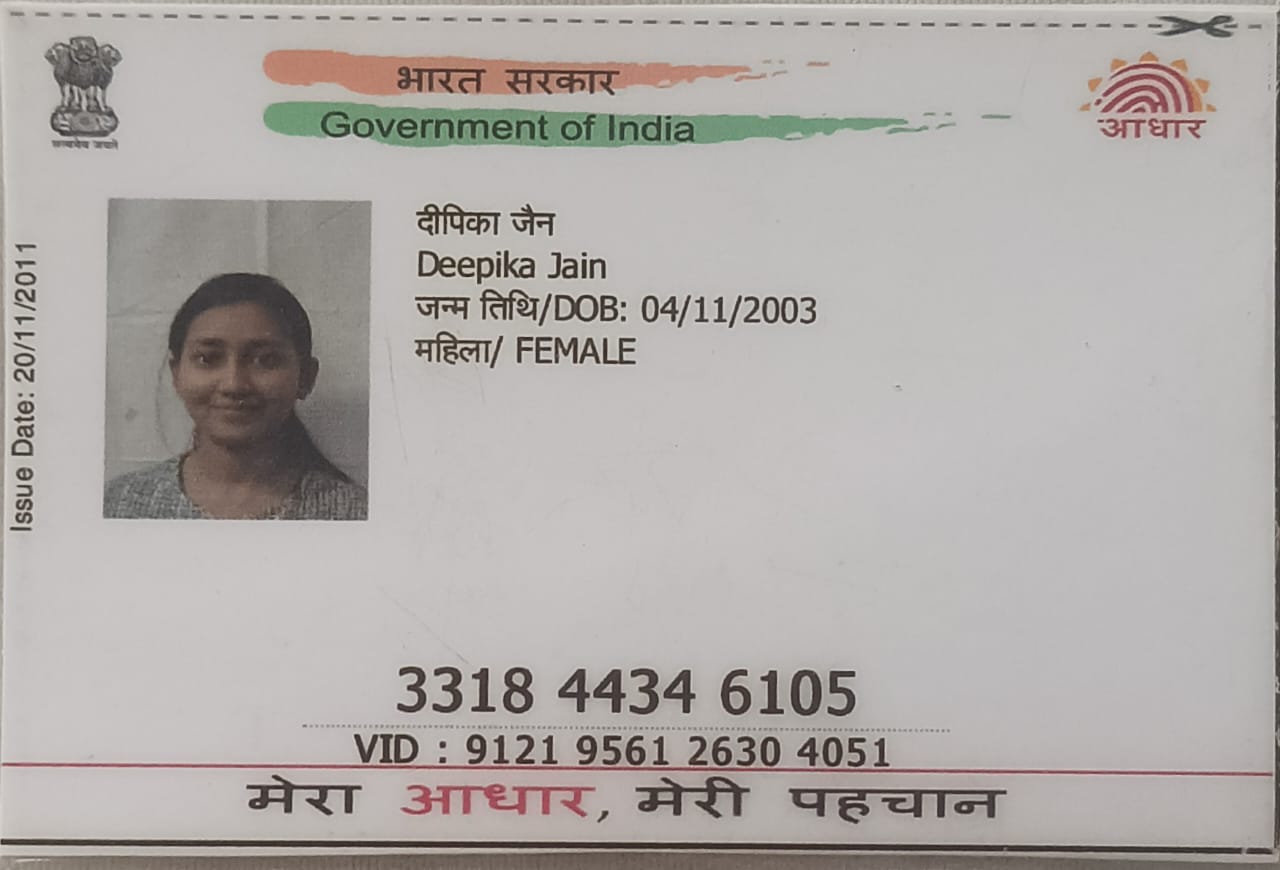 सत्यमेव जयते
भारत सरकार
Government of India
आधार
Issue Date: 20/11/2011
दीपिका जैन
Deepika Jain
जन्म तिथि/DOB: 04/11/2003
महिला/ FEMALE
3318 4434 6105
VID : 9121 9561 2630 4051
मेरा आधार, मेरी पहचान